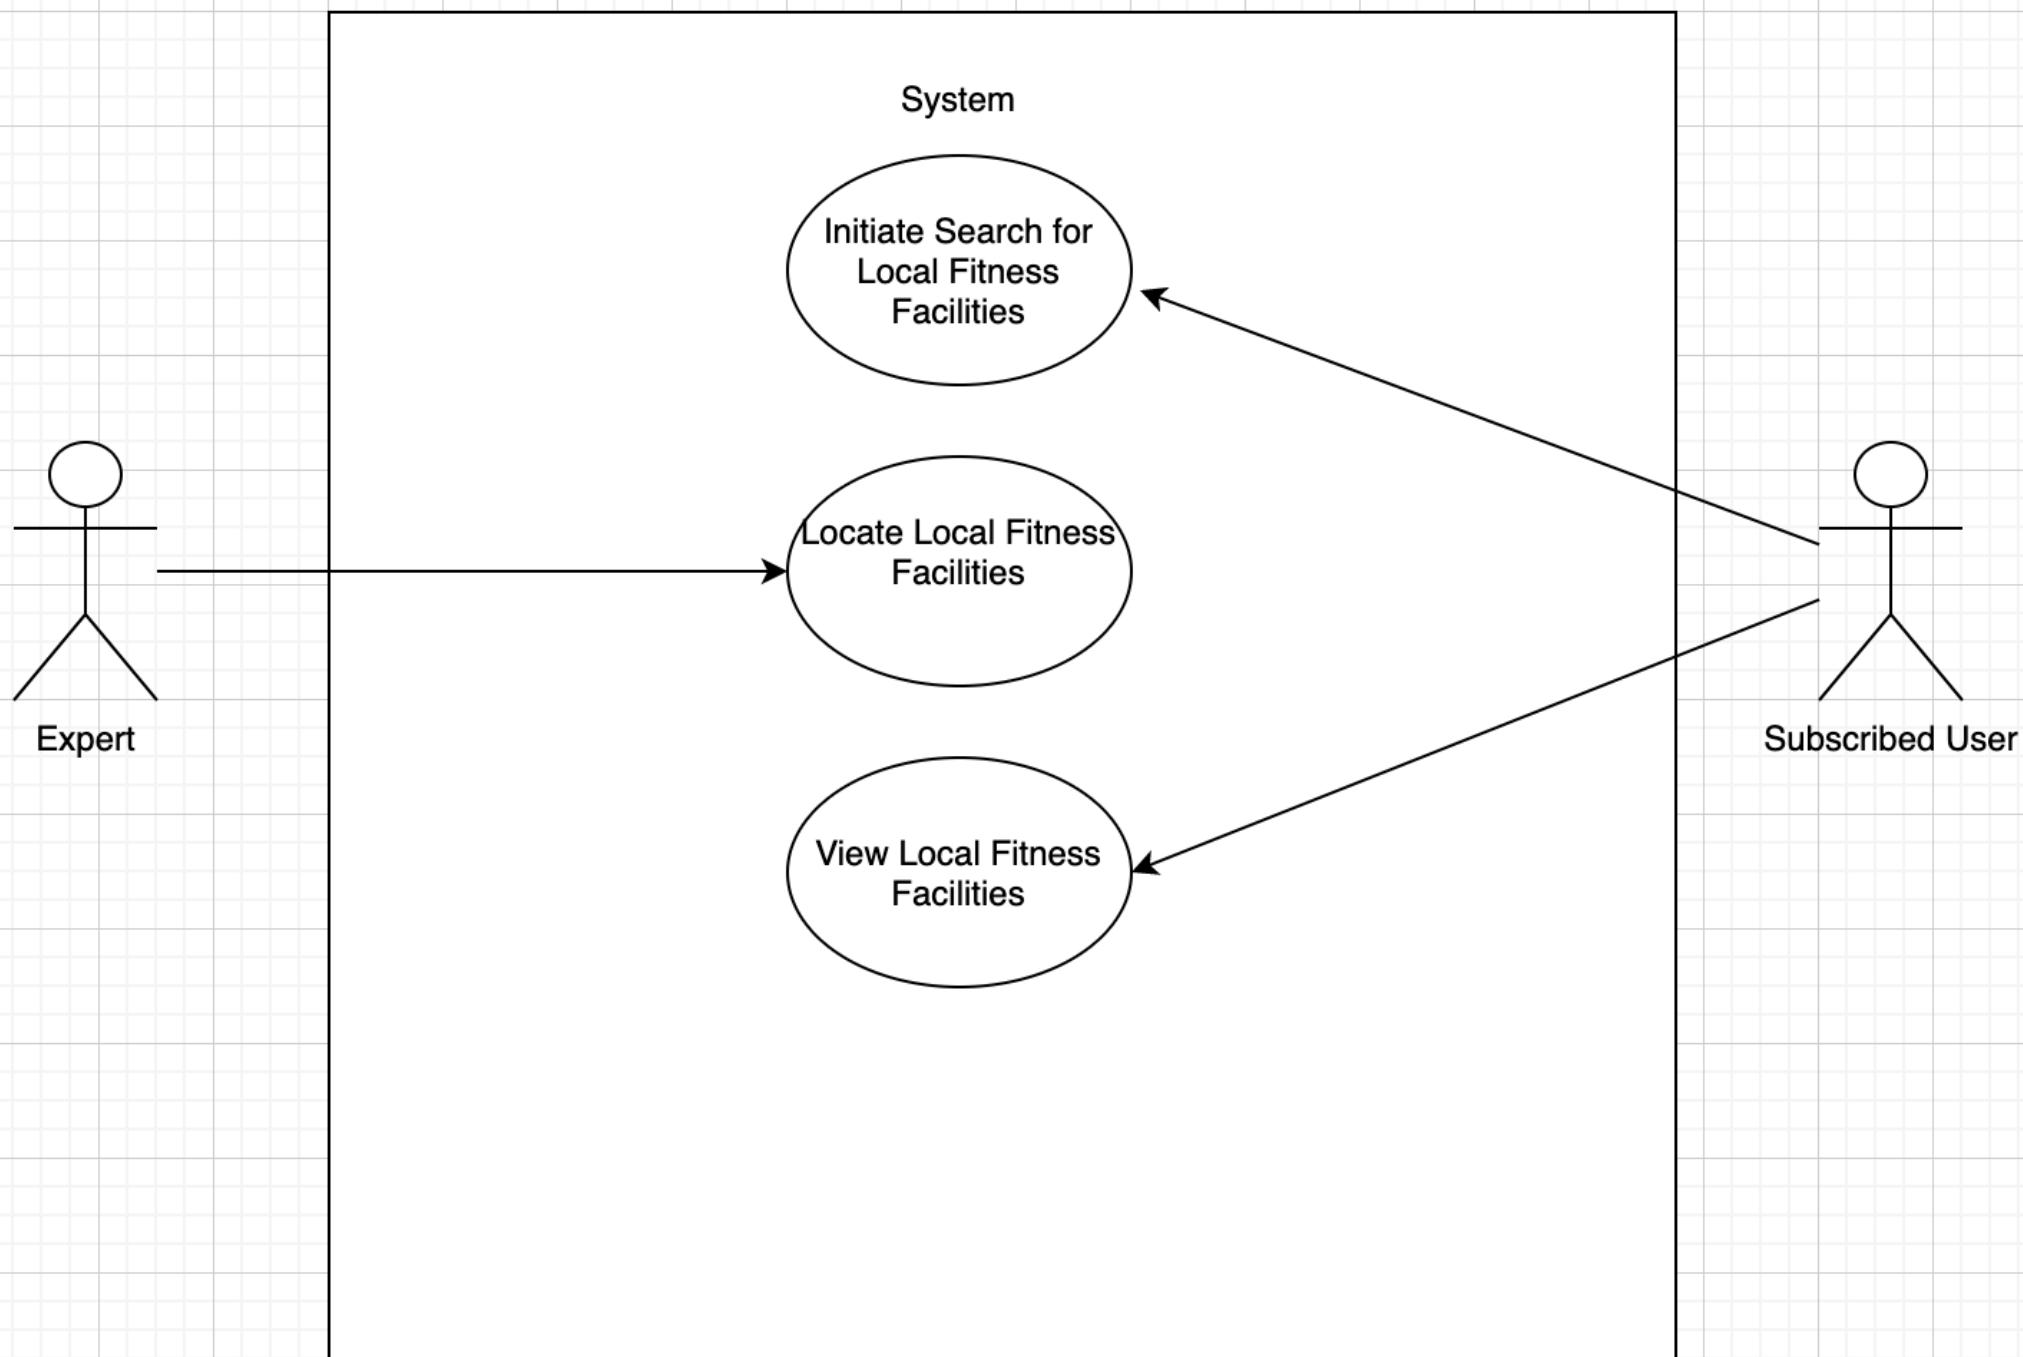 System
Initiate Search for
Local Fitness
Facilities
Locate Local Fitness
Facilities
Expert
Subscribed User
View Local Fitness
Facilities